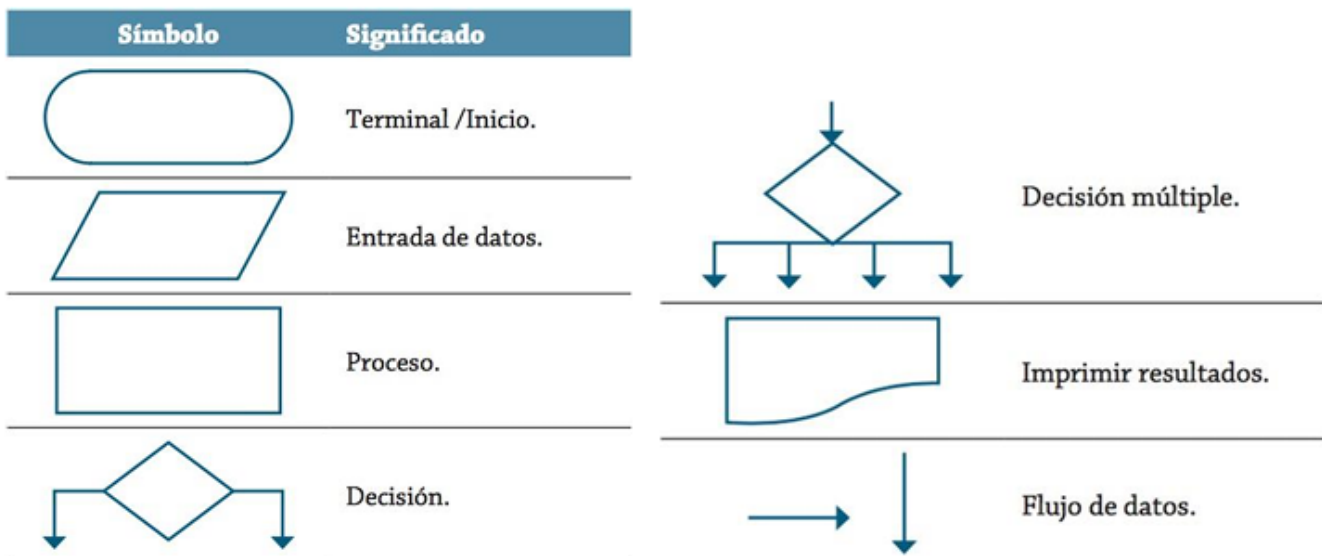 Símbolo Significado
Terminal /Inicio.
Entrada de datos.
Proceso.
Decisión.
Decisión múltiple.
Imprimir resultados.
Flujo de datos.